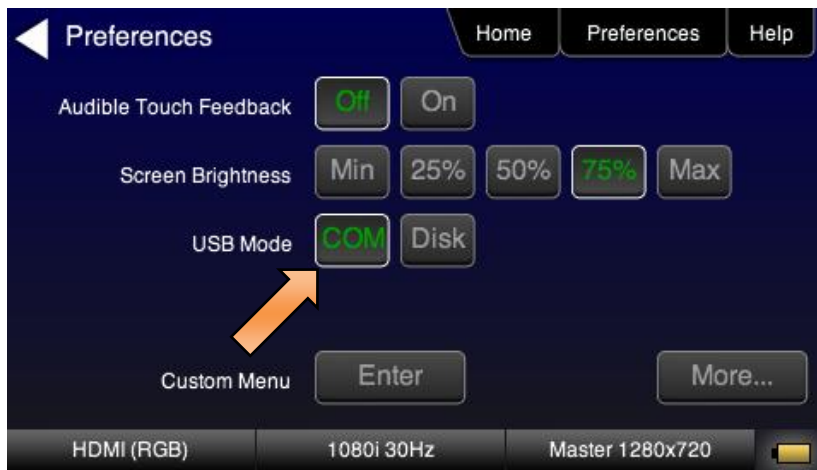 Preferences Home Preferences Help
Audible Touch Feedback Off On
Screen Brightness Min 25% 50% 75% Max
USB Mode COM Disk
Custom Menu Enter More...
HDMI (RGB) 1080i 30Hz Master 1280x720